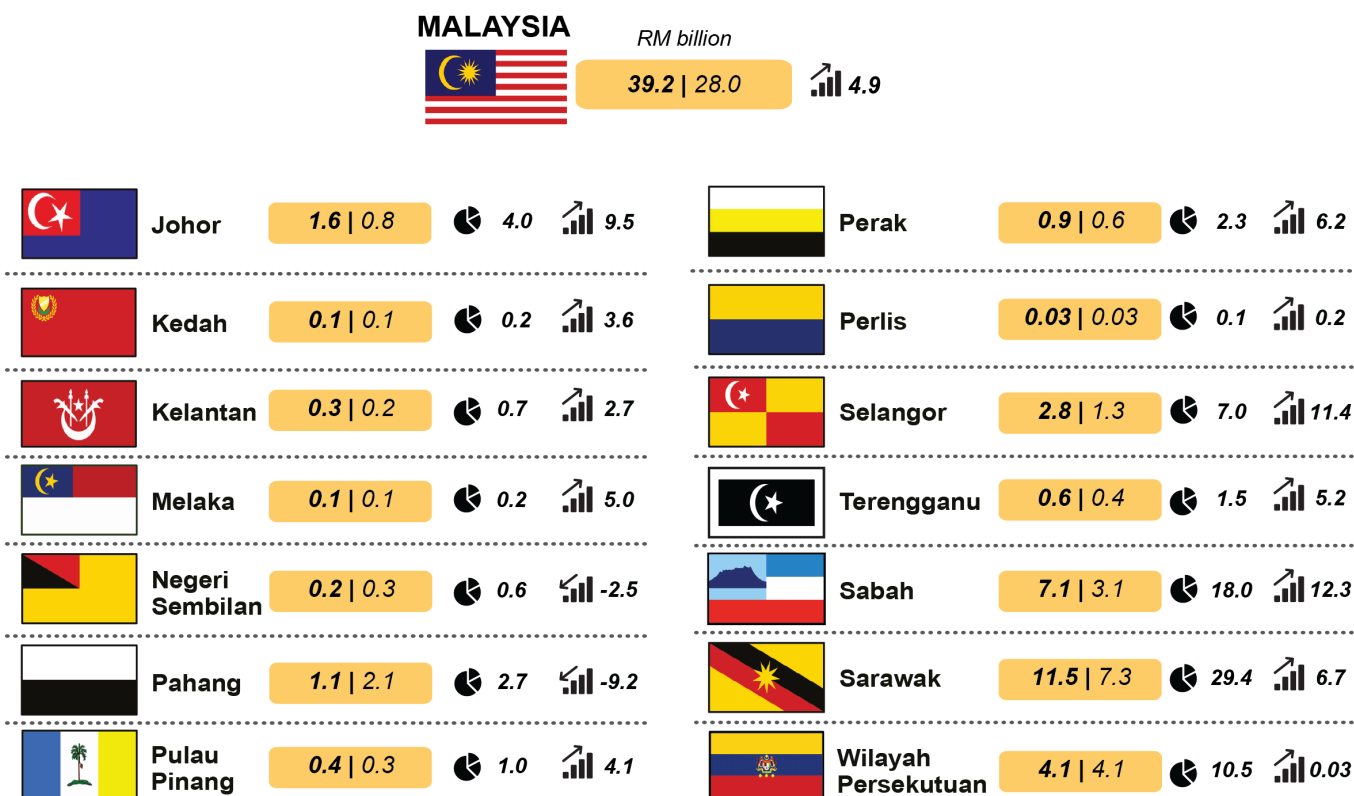 MALAYSIA
RM billion
39.2 | 28.0
4.9
Johor 1.6 | 0.8 4.0 9.5
Kedah 0.1 | 0.1 0.2 3.6
Kelantan 0.3 | 0.2 0.7 2.7
Melaka 0.1 | 0.1 0.2 5.0
Negeri
Sembilan 0.2 | 0.3 0.6 -2.5
Pahang 1.1 | 2.1 2.7 -9.2
Pulau
Pinang 0.4 | 0.3 1.0 4.1
Perak 0.9 | 0.6 2.3 6.2
Perlis 0.03 | 0.03 0.1 0.2
Selangor 2.8 | 1.3 7.0 11.4
Terengganu 0.6 | 0.4 1.5 5.2
Sabah 7.1 | 3.1 18.0 12.3
Sarawak 11.5 | 7.3 29.4 6.7
Wilayah
Persekutuan 4.1 | 4.1 10.5 0.03